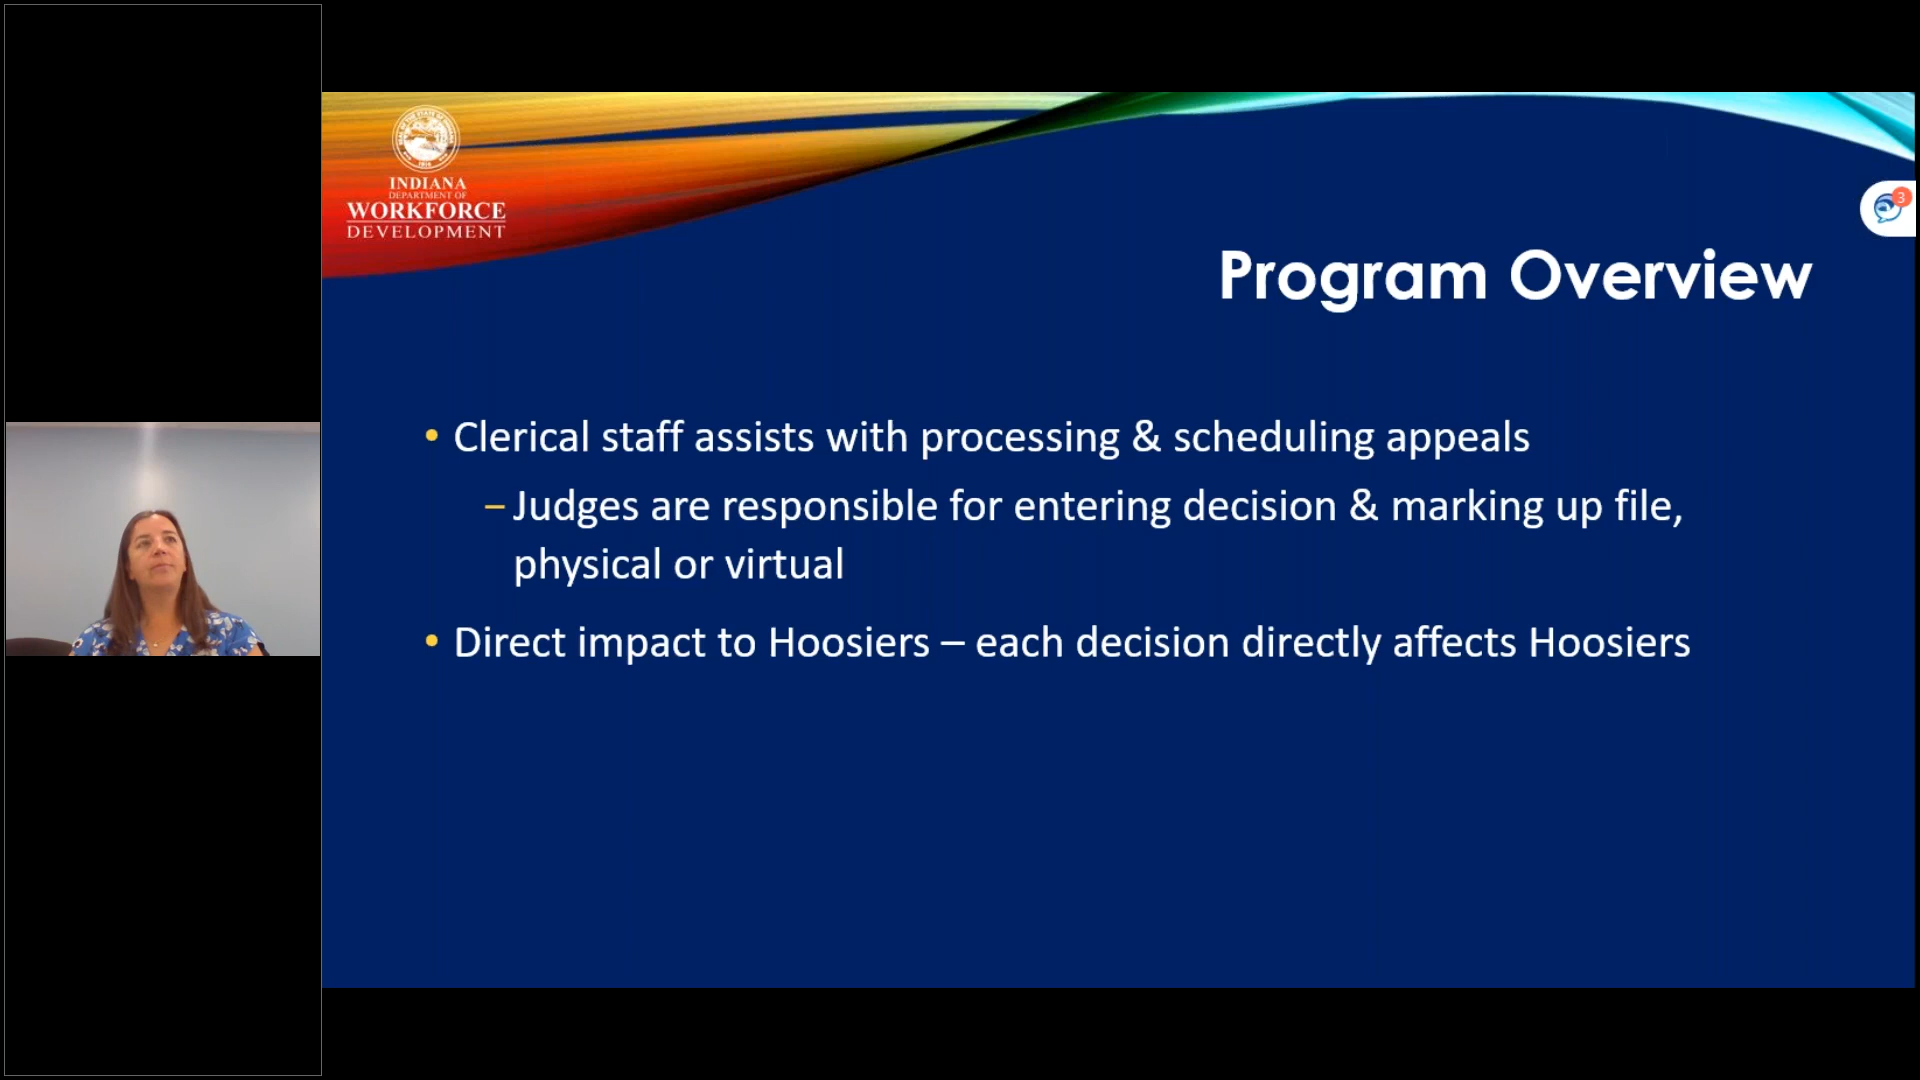 INDIANA
DEPARTMENT OF
WORKFORCE
DEVELOPMENT
3
Program Overview
• Clerical staff assists with processing & scheduling appeals
– Judges are responsible for entering decision & marking up file,
physical or virtual
• Direct impact to Hoosiers – each decision directly affects Hoosiers